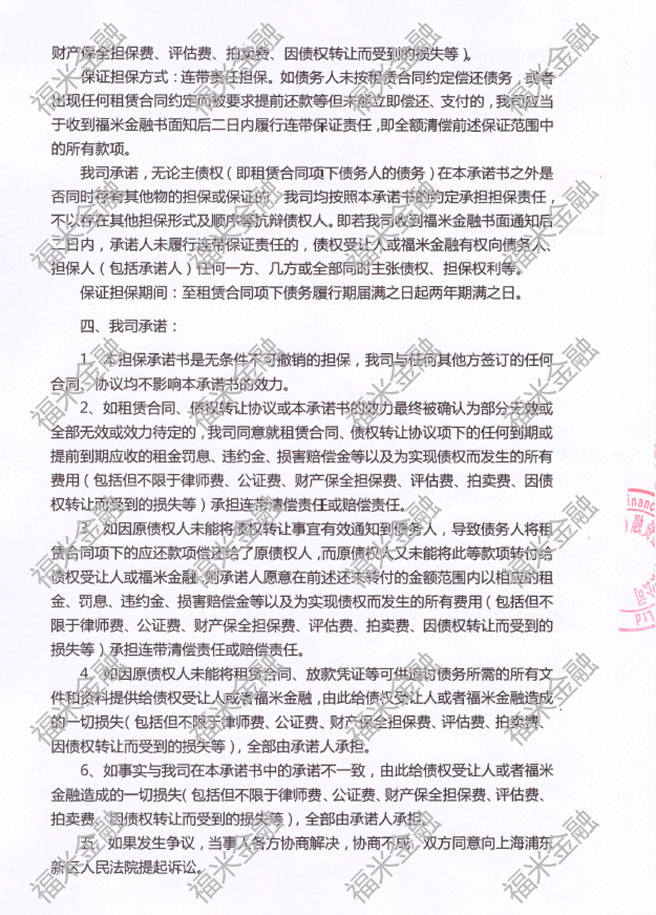 财产保全担保费、评估费、拍卖费、因债权转让而受到的损失等）。
保证担保方式：连带责任担保。如债务人未按租赁合同约定偿还债务，或者
出现任何租赁合同约定而被要求提前还款等但未能立即偿还、支付的，我司应当
于收到福米金融书面知后二日内履行连带保证责任，即全额清偿前述保证范围中
的所有款项。
我司承诺，无论主债权（即租赁合同项下债务人的债务）在本承诺书之外是
否同时存有其他物的担保或保证的，我司均按照本承诺书的约定承担担保责任，
不以存在其他担保形式及顺序等抗辩债权人。即若我司收到福米金融书面通知后
二日内，承诺人未履行连带保证责任的，债权受让人或福米金融有权向债务人、
担保人（包括承诺人）任何一方、几方或全部同时主张债权、担保权利等。
保证担保期间：至租赁合同项下债务履行期届满之日起两年期满之日。
四、我司承诺：
1、本担保承诺书是无条件不可撤销的担保，我司与任何其他方签订的任何
合同、协议均不影响本承诺书的效力。
2、如租赁合同、债权转让协议或本承诺书的效力最终被确认为部分无效或
全部无效或效力待定的，我司同意就租赁合同、债权转让协议项下的任何到期或
提前到期应收的租金罚息、违约金、损害赔偿金等以及为实现债权而发生的所有
费用（包括但不限于律师费、公证费、财产保全担保费、评估费、拍卖费、因债
权转让而受到的损失等）承担连带清偿责任或赔偿责任。
3、如因原债权人未能将债权转让事宜有效通知到债务人，导致债务人将租
赁合同项下的应还款项偿还给了原债权人，而原债权人又未能将此等款项转付给
债权受让人或福米金融，则承诺人愿意在前述还未转付的金额范围内以相应的租
金、罚息、违约金、损害赔偿金等以及为实现债权而发生的所有费用（包括但不
限于律师费、公证费、财产保全担保费、评估费、拍卖费、因债权转让而受到的
损失等）承担连带清偿责任或赔偿责任。
4、如因原债权人未能将租赁合同、放款凭证等可供追讨债务所需的所有文
件和资料提供给债权受让人或者福米金融，由此给债权受让人或者福米金融造成
的一切损失（包括但不限于律师费、公证费、财产保全担保费、评估费、拍卖费、
因债权转让而受到的损失等），全部由承诺人承担。
6、如事实与我司在本承诺书中的承诺不一致，由此给债权受让人或者福米
金融造成的一切损失（包括但不限于律师费、公证费、财产保全担保费、评估费、
拍卖费、因债权转让而受到的损失等），全部由承诺人承担。
五、如果发生争议，当事人各方协商解决，协商不成，双方同意向上海浦东
新区人民法院提起诉讼。
福米金融